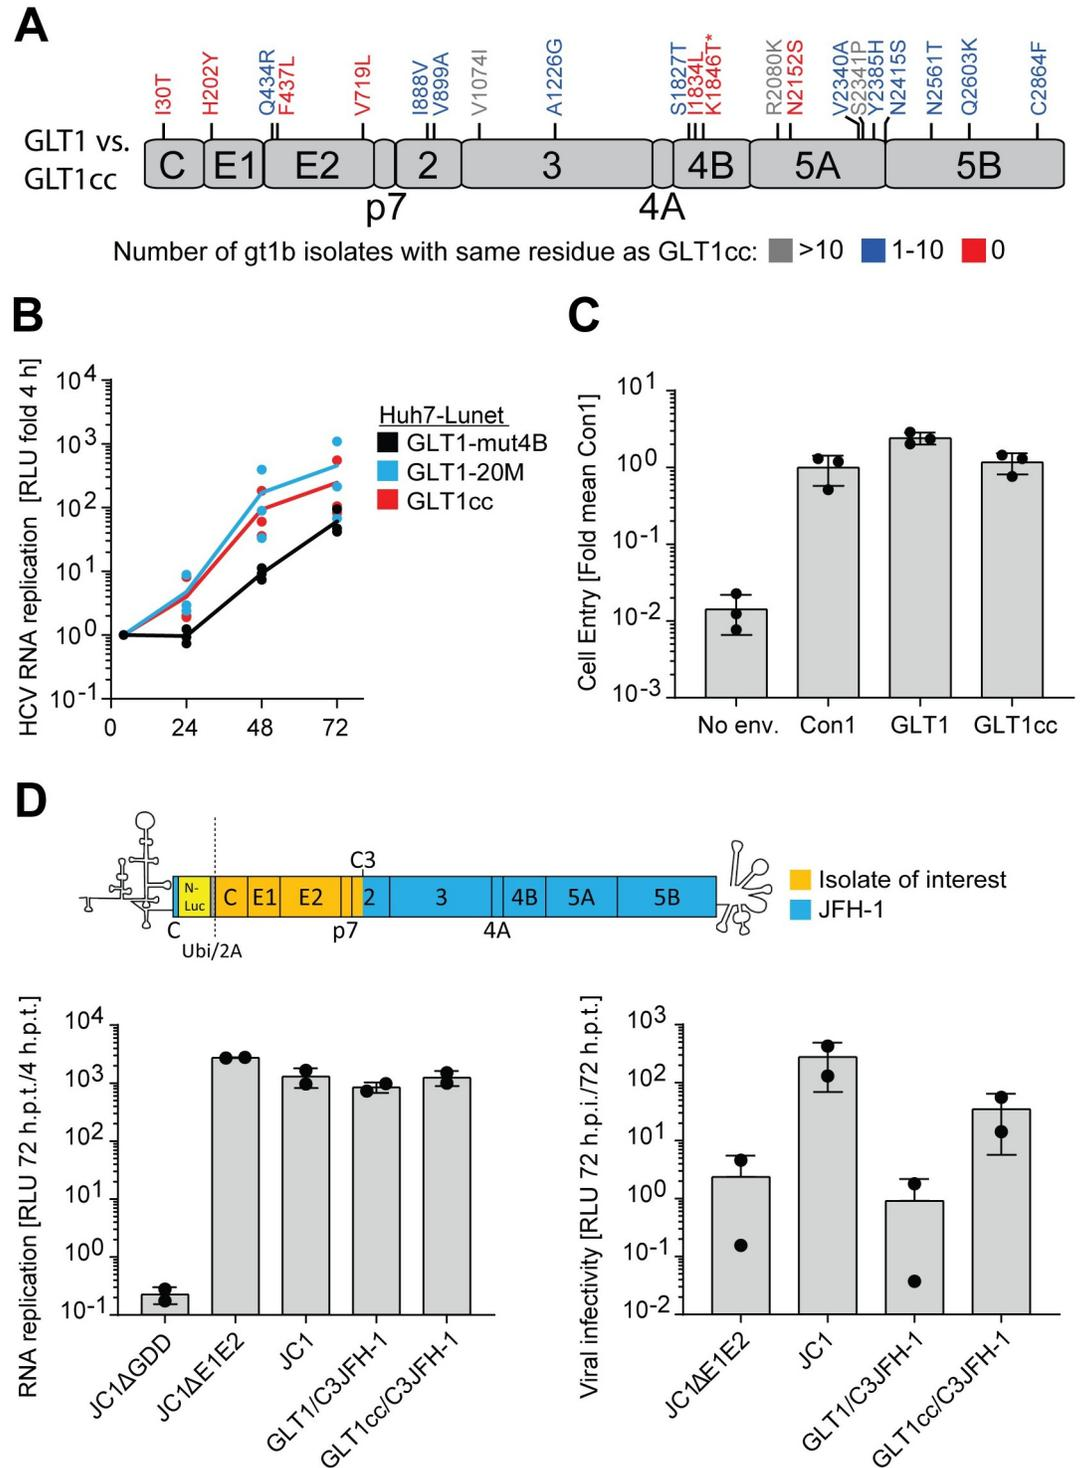 A
I30T
H202Y
Q434R
F437L
V719L
I888V
V899A
V1074I
A1226G
S1827T
I1834L
K1846T*
R2080K
N2152S
V2340A
S2341P
Y2385H
N2415S
N2561T
Q2603K
C2864F
GLT1 vs.
GLT1cc
C E1 E2 2 3 4B 5A 5B
p7 4A
Number of gt1b isolates with same residue as GLT1cc: >10 1-10 0
B
HCV RNA replication [RLU fold 4 h]
10^4
10^3
10^2
10^1
10^0
10^-1
0 24 48 72
Huh7-Lunet
GLT1-mut4B
GLT1-20M
GLT1cc
C
Cell Entry [Fold mean Con1]
10^1
10^0
10^-1
10^-2
10^-3
No env. Con1 GLT1 GLT1cc
D
C3
N-
Luc
C E1 E2 2 3 4B 5A 5B
C p7 4A
Ubi/2A
Isolate of interest
JFH-1
RNA replication [RLU 72 h.p.t./4 h.p.t.]
10^4
10^3
10^2
10^1
10^0
10^-1
JC1ΔGDD
JC1ΔE1E2
JC1
GLT1/C3JFH-1
GLT1cc/C3JFH-1
Viral infectivity [RLU 72 h.p.i./72 h.p.t.]
10^3
10^2
10^1
10^0
10^-1
10^-2
JC1ΔE1E2
JC1
GLT1/C3JFH-1
GLT1cc/C3JFH-1